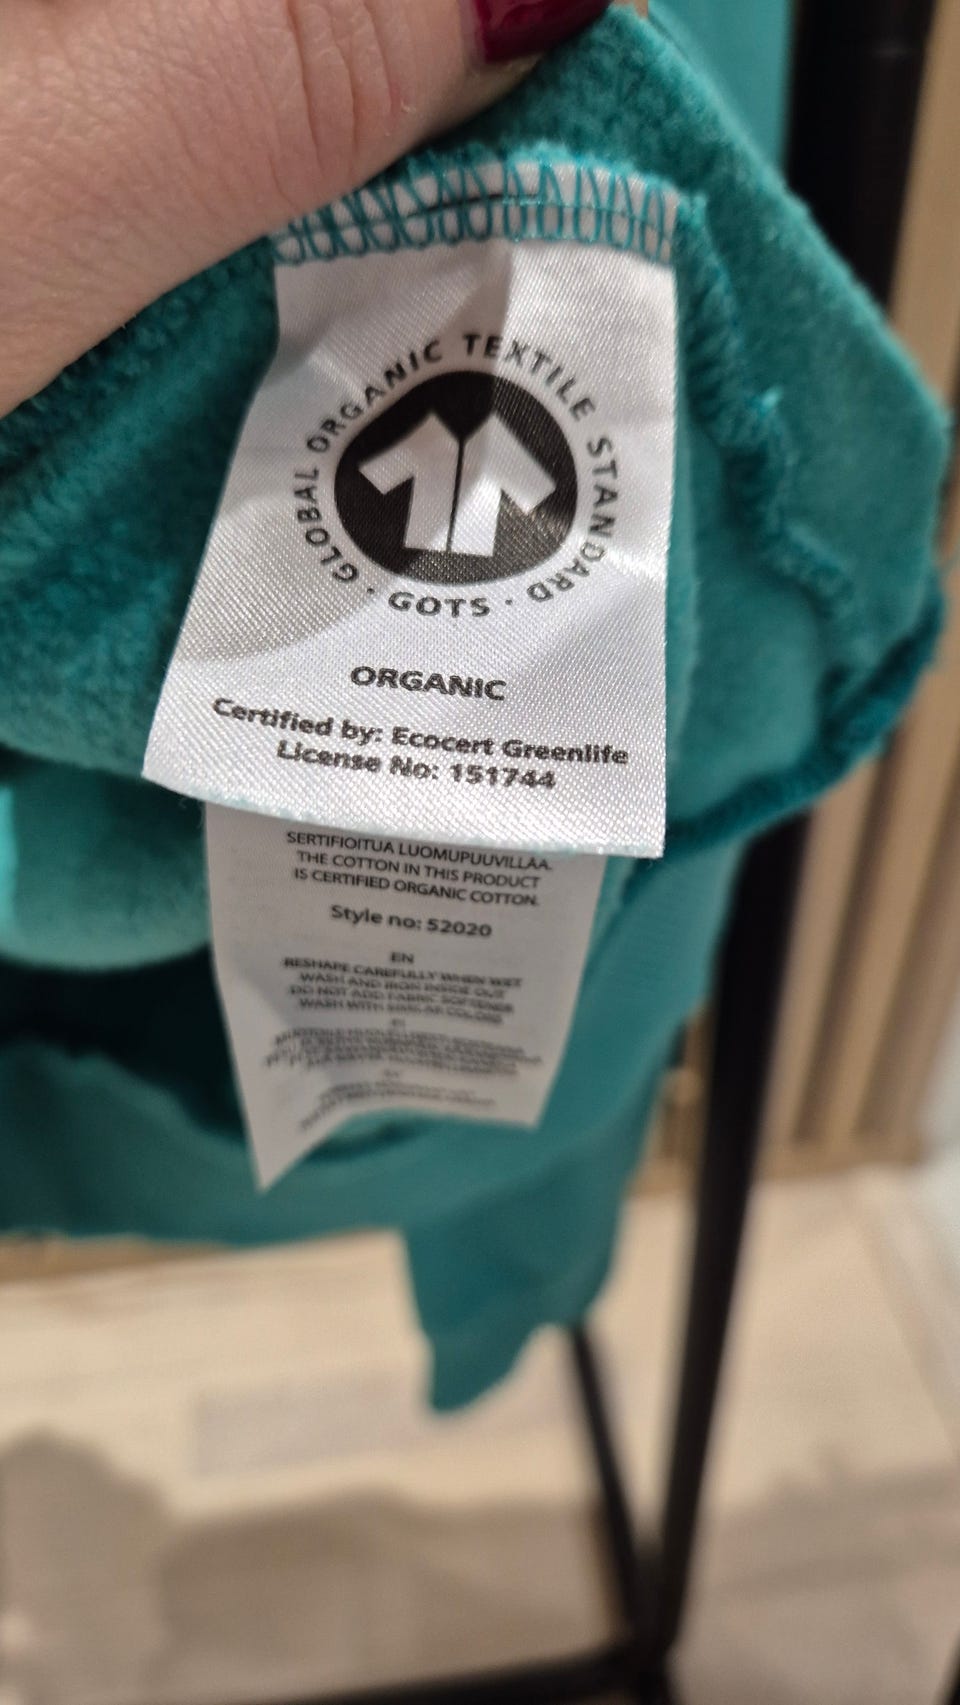 GLOBAL ORGANIC TEXTILE STANDARD
· GOTS ·
ORGANIC
Certified by: Ecocert Greenlife
License No: 151744
SERTIFIOITUA LUOMUPUUVILLAA.
THE COTTON IN THIS PRODUCT
IS CERTIFIED ORGANIC COTTON.
Style no: 52020
EN
RESHAPE CAREFULLY WHEN WET
WASH AND IRON INSIDE OUT
DO NOT ADD FABRIC SOFTENER
WASH WITH SIMILAR COLORS
FI